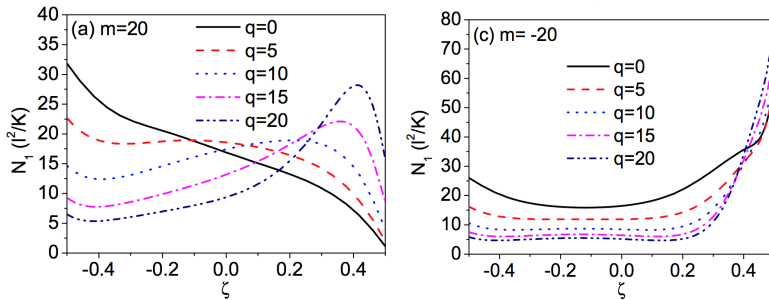 (a) m=20
q=0
q=5
q=10
q=15
q=20
N₁ (l²/K)
40
35
30
25
20
15
10
5
0
-0.4 -0.2 0.0 0.2 0.4
ζ
(c) m= -20
q=0
q=5
q=10
q=15
q=20
N₁ (l²/K)
80
70
60
50
40
30
20
10
0
-0.4 -0.2 0.0 0.2 0.4
ζ